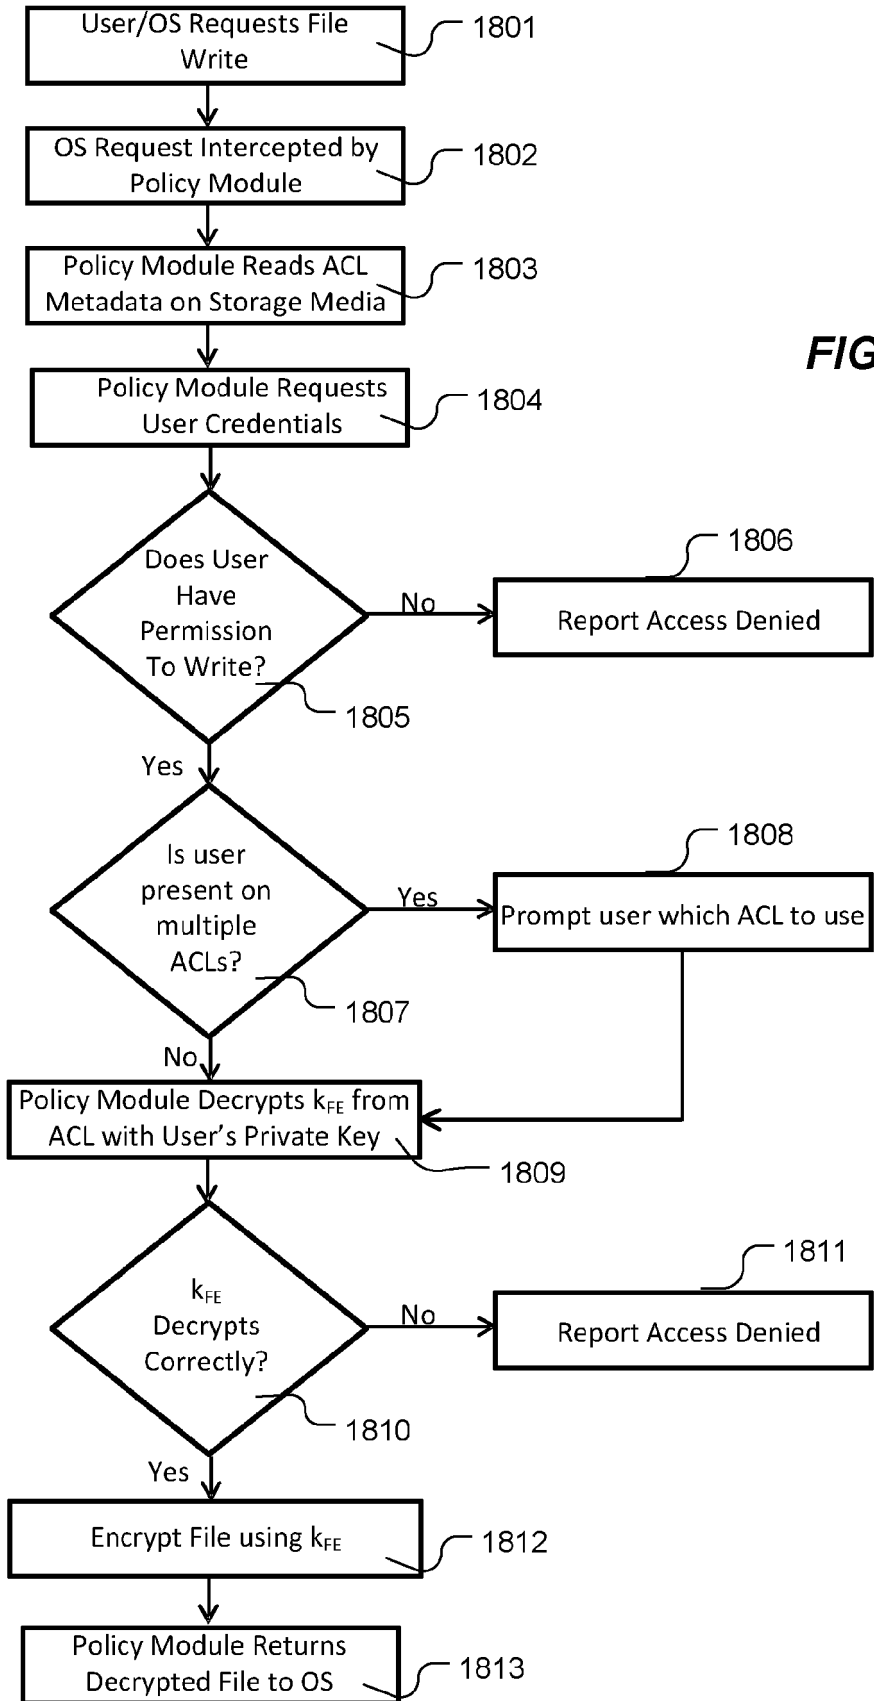 User/OS Requests File
Write
1801
OS Request Intercepted by
Policy Module
1802
Policy Module Reads ACL
Metadata on Storage Media
1803
FIG
Policy Module Requests
User Credentials
1804
Does User
Have
Permission
To Write?
1805
No
1806
Report Access Denied
Yes
Is user
present on
multiple
ACLs?
1807
Yes
1808
Prompt user which ACL to use
No
Policy Module Decrypts kFE from
ACL with User's Private Key
1809
kFE
Decrypts
Correctly?
1810
No
1811
Report Access Denied
Yes
Encrypt File using kFE
1812
Policy Module Returns
Decrypted File to OS
1813